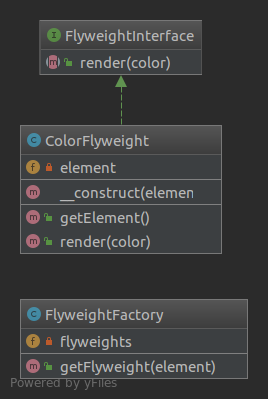 FlyweightInterface
render(color)
ColorFlyweight
element
__construct(elemen
getElement()
render(color)
FlyweightFactory
flyweights
getFlyweight(element)
Powered by yFiles